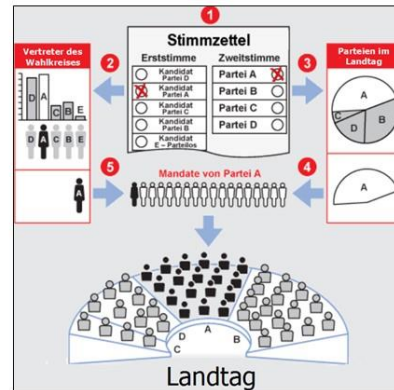 1
Stimmzettel
Erststimme Zweitstimme
Kandidat
Partei D
Kandidat
Partei A
Kandidat
Partei C
Kandidat
Partei B
Kandidat
E - Parteilos
Partei A
Partei B
Partei C
Partei D
Vertreter des
Wahlkreises
2
D A C B E
D A C B E
3
Parteien im
Landtag
A
C D B
A
5
Mandate von Partei A
4
A
A
D A B
C
Landtag